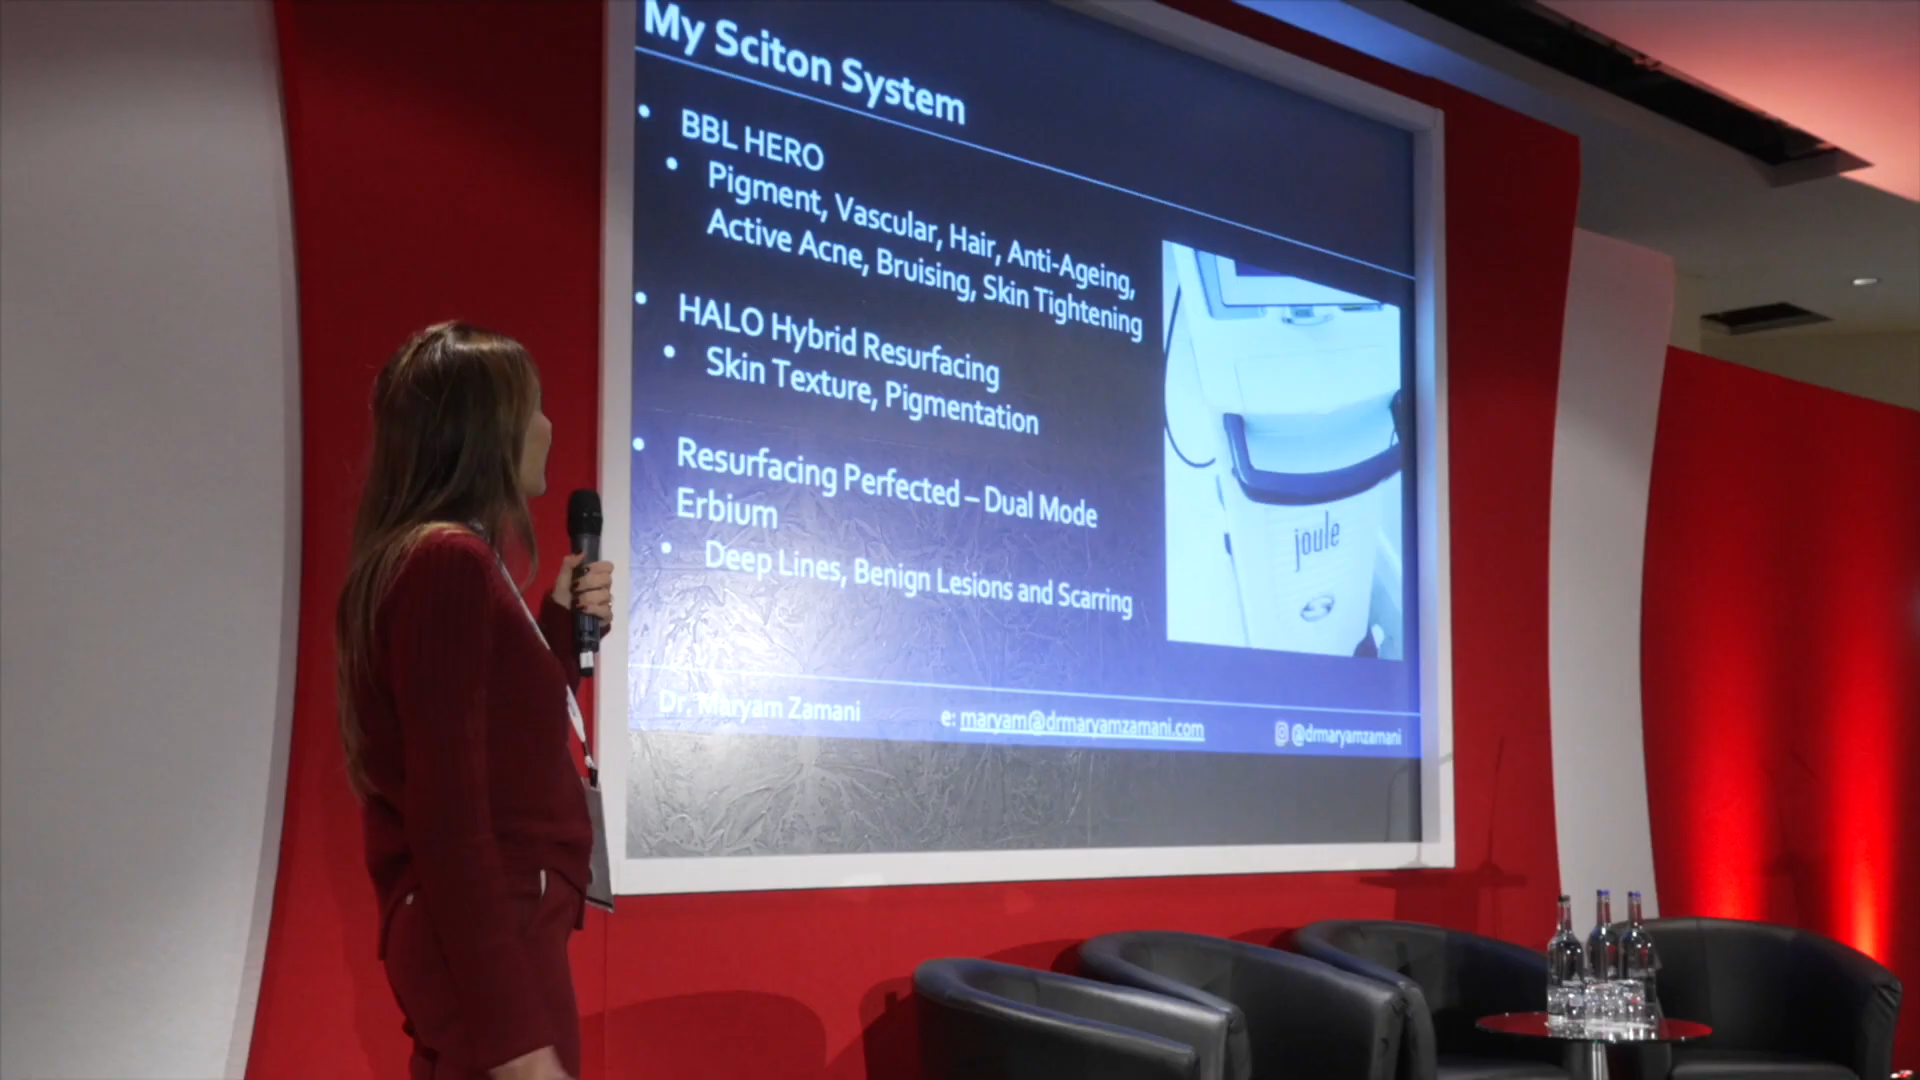 My Sciton System
• BBL HERO
• Pigment, Vascular, Hair, Anti-Ageing,
Active Acne, Bruising, Skin Tightening
• HALO Hybrid Resurfacing
• Skin Texture, Pigmentation
• Resurfacing Perfected – Dual Mode
Erbium
• Deep Lines, Benign Lesions and Scarring
joule
Dr. Maryam Zamani
e: maryam@drmaryamzamani.com
@drmaryamzamani